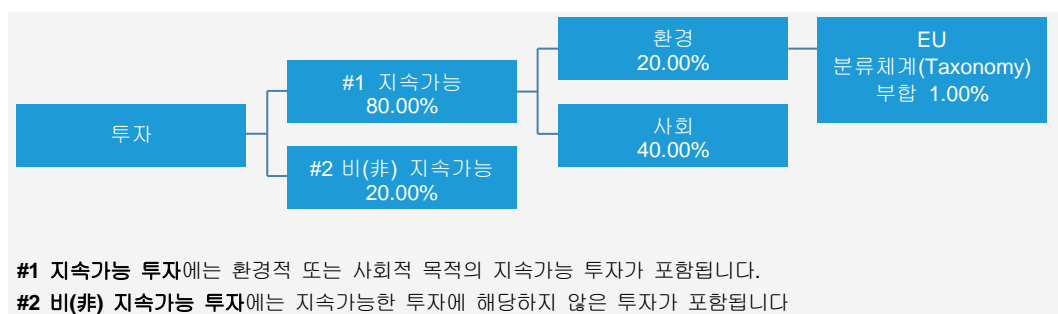 투자
#1 지속가능
80.00%
#2 비(非) 지속가능
20.00%
환경
20.00%
사회
40.00%
EU
분류체계(Taxonomy)
부합 1.00%
#1 지속가능 투자에는 환경적 또는 사회적 목적의 지속가능 투자가 포함됩니다.
#2 비(非) 지속가능 투자에는 지속가능한 투자에 해당하지 않은 투자가 포함됩니다